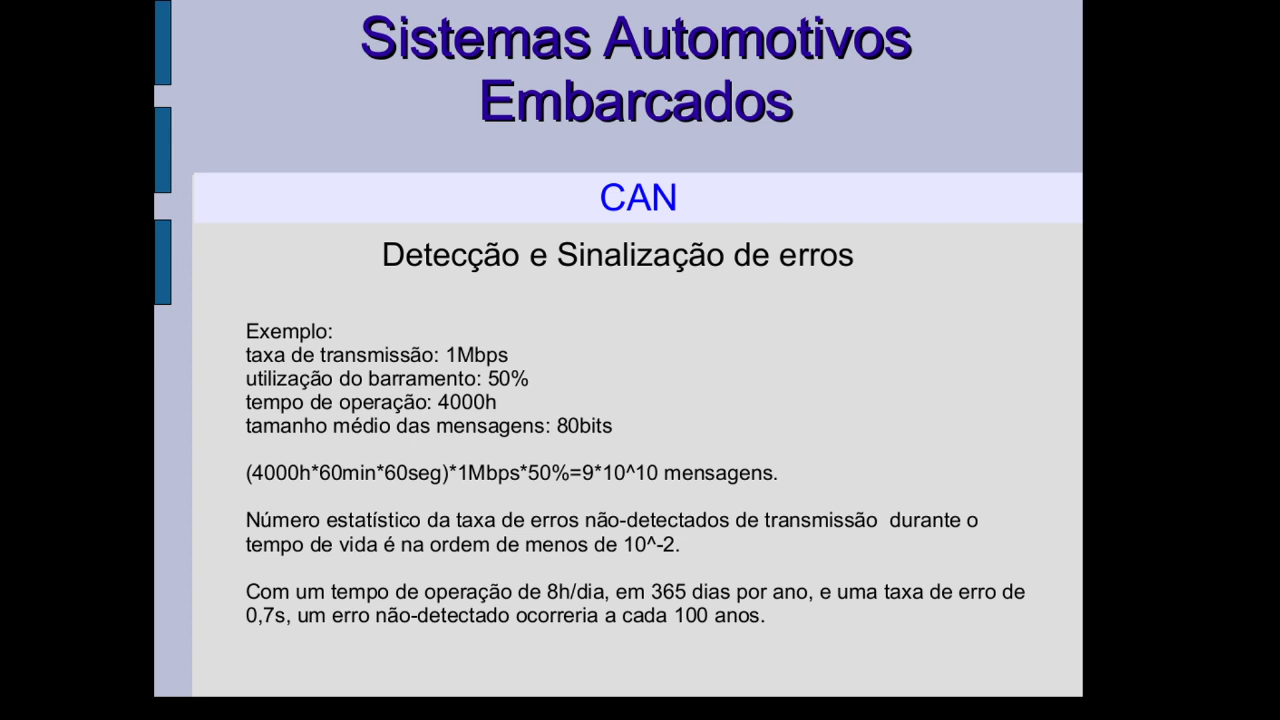 Sistemas Automotivos
Embarcados
CAN
Detecção e Sinalização de erros
Exemplo:
taxa de transmissão: 1Mbps
utilização do barramento: 50%
tempo de operação: 4000h
tamanho médio das mensagens: 80bits
(4000h*60min*60seg)*1Mbps*50%=9*10^10 mensagens.
Número estatístico da taxa de erros não-detectados de transmissão  durante o
tempo de vida é na ordem de menos de 10^-2.
Com um tempo de operação de 8h/dia, em 365 dias por ano, e uma taxa de erro de
0,7s, um erro não-detectado ocorreria a cada 100 anos.